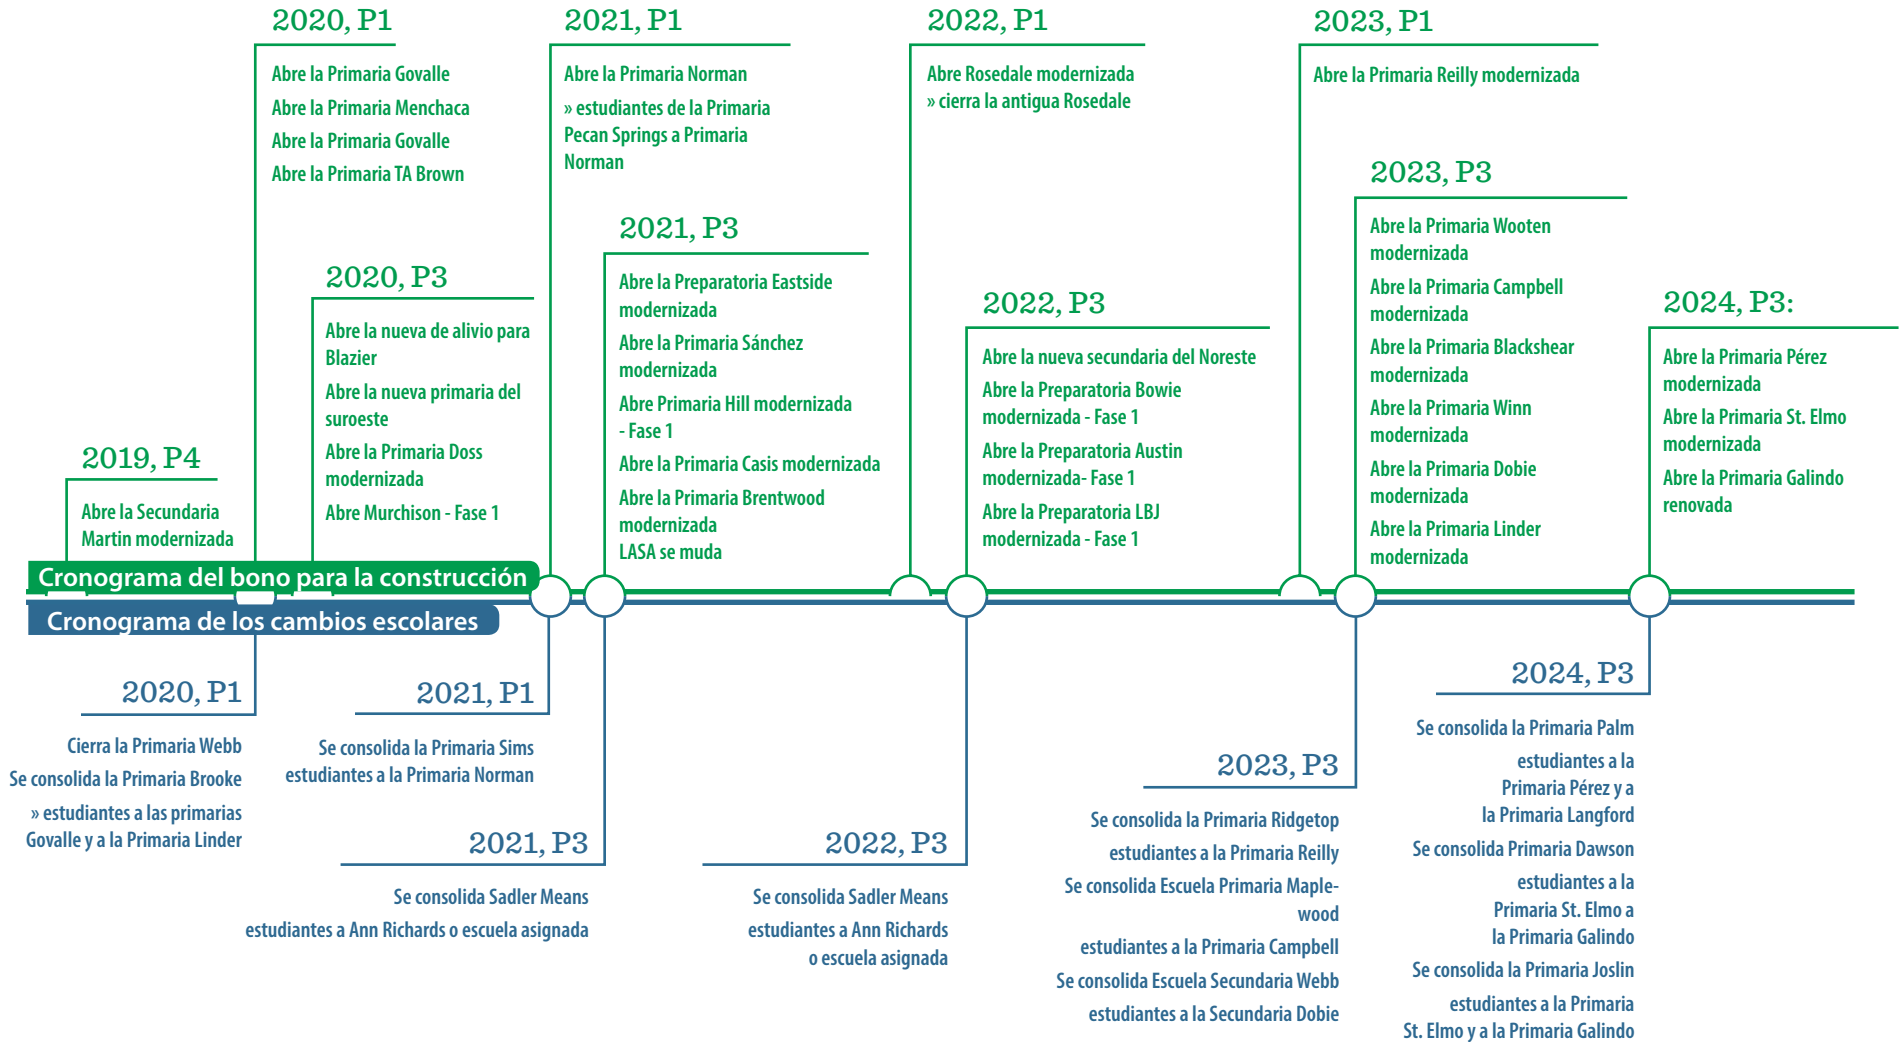 2020, P1
Abre la Primaria Govalle
Abre la Primaria Menchaca
Abre la Primaria Govalle
Abre la Primaria TA Brown
2021, P1
Abre la Primaria Norman
» estudiantes de la Primaria
Pecan Springs a Primaria
Norman
2022, P1
Abre Rosedale modernizada
» cierra la antigua Rosedale
2023, P1
Abre la Primaria Reilly modernizada
2019, P4
Abre la Secundaria
Martin modernizada
2020, P3
Abre la nueva de alivio para
Blazier
Abre la nueva primaria del
suroeste
Abre la Primaria Doss
modernizada
Abre Murchison - Fase 1
2021, P3
Abre la Preparatoria Eastside
modernizada
Abre la Primaria Sánchez
modernizada
Abre Primaria Hill modernizada
- Fase 1
Abre la Primaria Casis modernizada
Abre la Primaria Brentwood
modernizada
LASA se muda
2022, P3
Abre la nueva secundaria del Noreste
Abre la Preparatoria Bowie
modernizada - Fase 1
Abre la Preparatoria Austin
modernizada- Fase 1
Abre la Preparatoria LBJ
modernizada - Fase 1
2023, P3
Abre la Primaria Wooten
modernizada
Abre la Primaria Campbell
modernizada
Abre la Primaria Blackshear
modernizada
Abre la Primaria Winn
modernizada
Abre la Primaria Dobie
modernizada
Abre la Primaria Linder
modernizada
2024, P3:
Abre la Primaria Pérez
modernizada
Abre la Primaria St. Elmo
modernizada
Abre la Primaria Galindo
renovada
Cronograma del bono para la construcción
Cronograma de los cambios escolares
2020, P1
Cierra la Primaria Webb
Se consolida la Primaria Brooke
» estudiantes a las primarias
Govalle y a la Primaria Linder
2021, P1
Se consolida la Primaria Sims
estudiantes a la Primaria Norman
2021, P3
Se consolida Sadler Means
estudiantes a Ann Richards o escuela asignada
2022, P3
Se consolida Sadler Means
estudiantes a Ann Richards
o escuela asignada
2023, P3
Se consolida la Primaria Ridgetop
estudiantes a la Primaria Reilly
Se consolida Escuela Primaria Maple-
wood
estudiantes a la Primaria Campbell
Se consolida Escuela Secundaria Webb
estudiantes a la Secundaria Dobie
2024, P3
Se consolida la Primaria Palm
estudiantes a la
Primaria Pérez y a
la Primaria Langford
Se consolida Primaria Dawson
estudiantes a la
Primaria St. Elmo a
la Primaria Galindo
Se consolida la Primaria Joslin
estudiantes a la Primaria
St. Elmo y a la Primaria Galindo